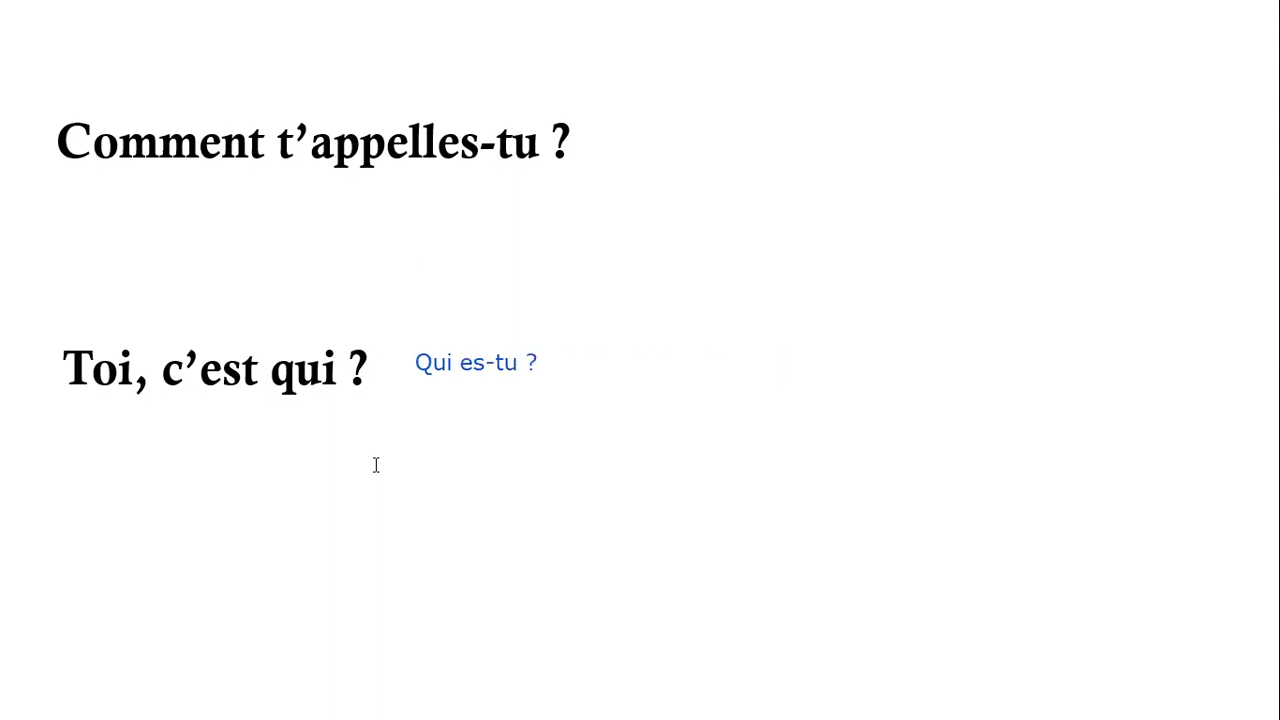 Comment t’appelles-tu ?
Toi, c’est qui ? Qui es-tu ?